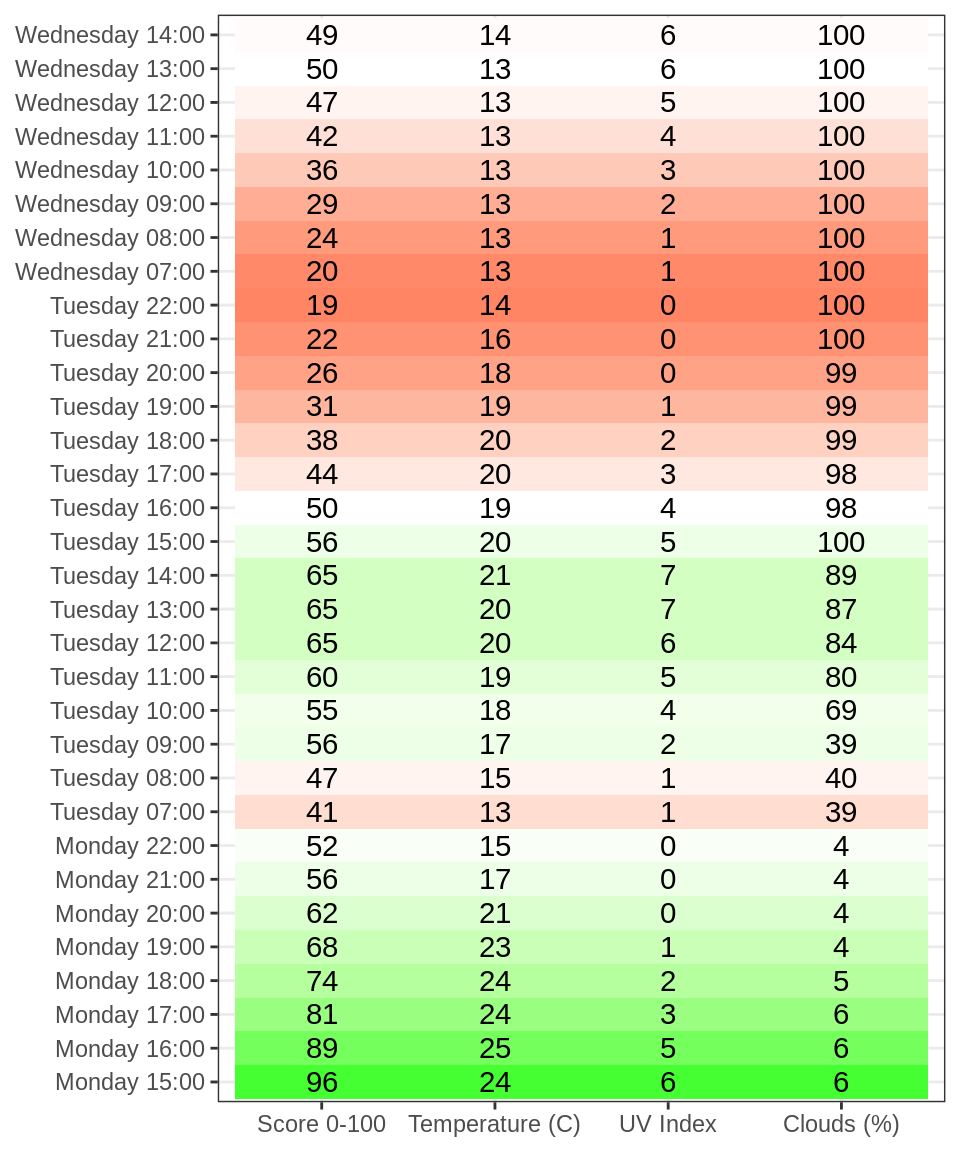 Wednesday 14:00 49 14 6 100
Wednesday 13:00 50 13 6 100
Wednesday 12:00 47 13 5 100
Wednesday 11:00 42 13 4 100
Wednesday 10:00 36 13 3 100
Wednesday 09:00 29 13 2 100
Wednesday 08:00 24 13 1 100
Wednesday 07:00 20 13 1 100
Tuesday 22:00 19 14 0 100
Tuesday 21:00 22 16 0 100
Tuesday 20:00 26 18 0 99
Tuesday 19:00 31 19 1 99
Tuesday 18:00 38 20 2 99
Tuesday 17:00 44 20 3 98
Tuesday 16:00 50 19 4 98
Tuesday 15:00 56 20 5 100
Tuesday 14:00 65 21 7 89
Tuesday 13:00 65 20 7 87
Tuesday 12:00 65 20 6 84
Tuesday 11:00 60 19 5 80
Tuesday 10:00 55 18 4 69
Tuesday 09:00 56 17 2 39
Tuesday 08:00 47 15 1 40
Tuesday 07:00 41 13 1 39
Monday 22:00 52 15 0 4
Monday 21:00 56 17 0 4
Monday 20:00 62 21 0 4
Monday 19:00 68 23 1 4
Monday 18:00 74 24 2 5
Monday 17:00 81 24 3 6
Monday 16:00 89 25 5 6
Monday 15:00 96 24 6 6
Score 0-100 Temperature (C) UV Index Clouds (%)